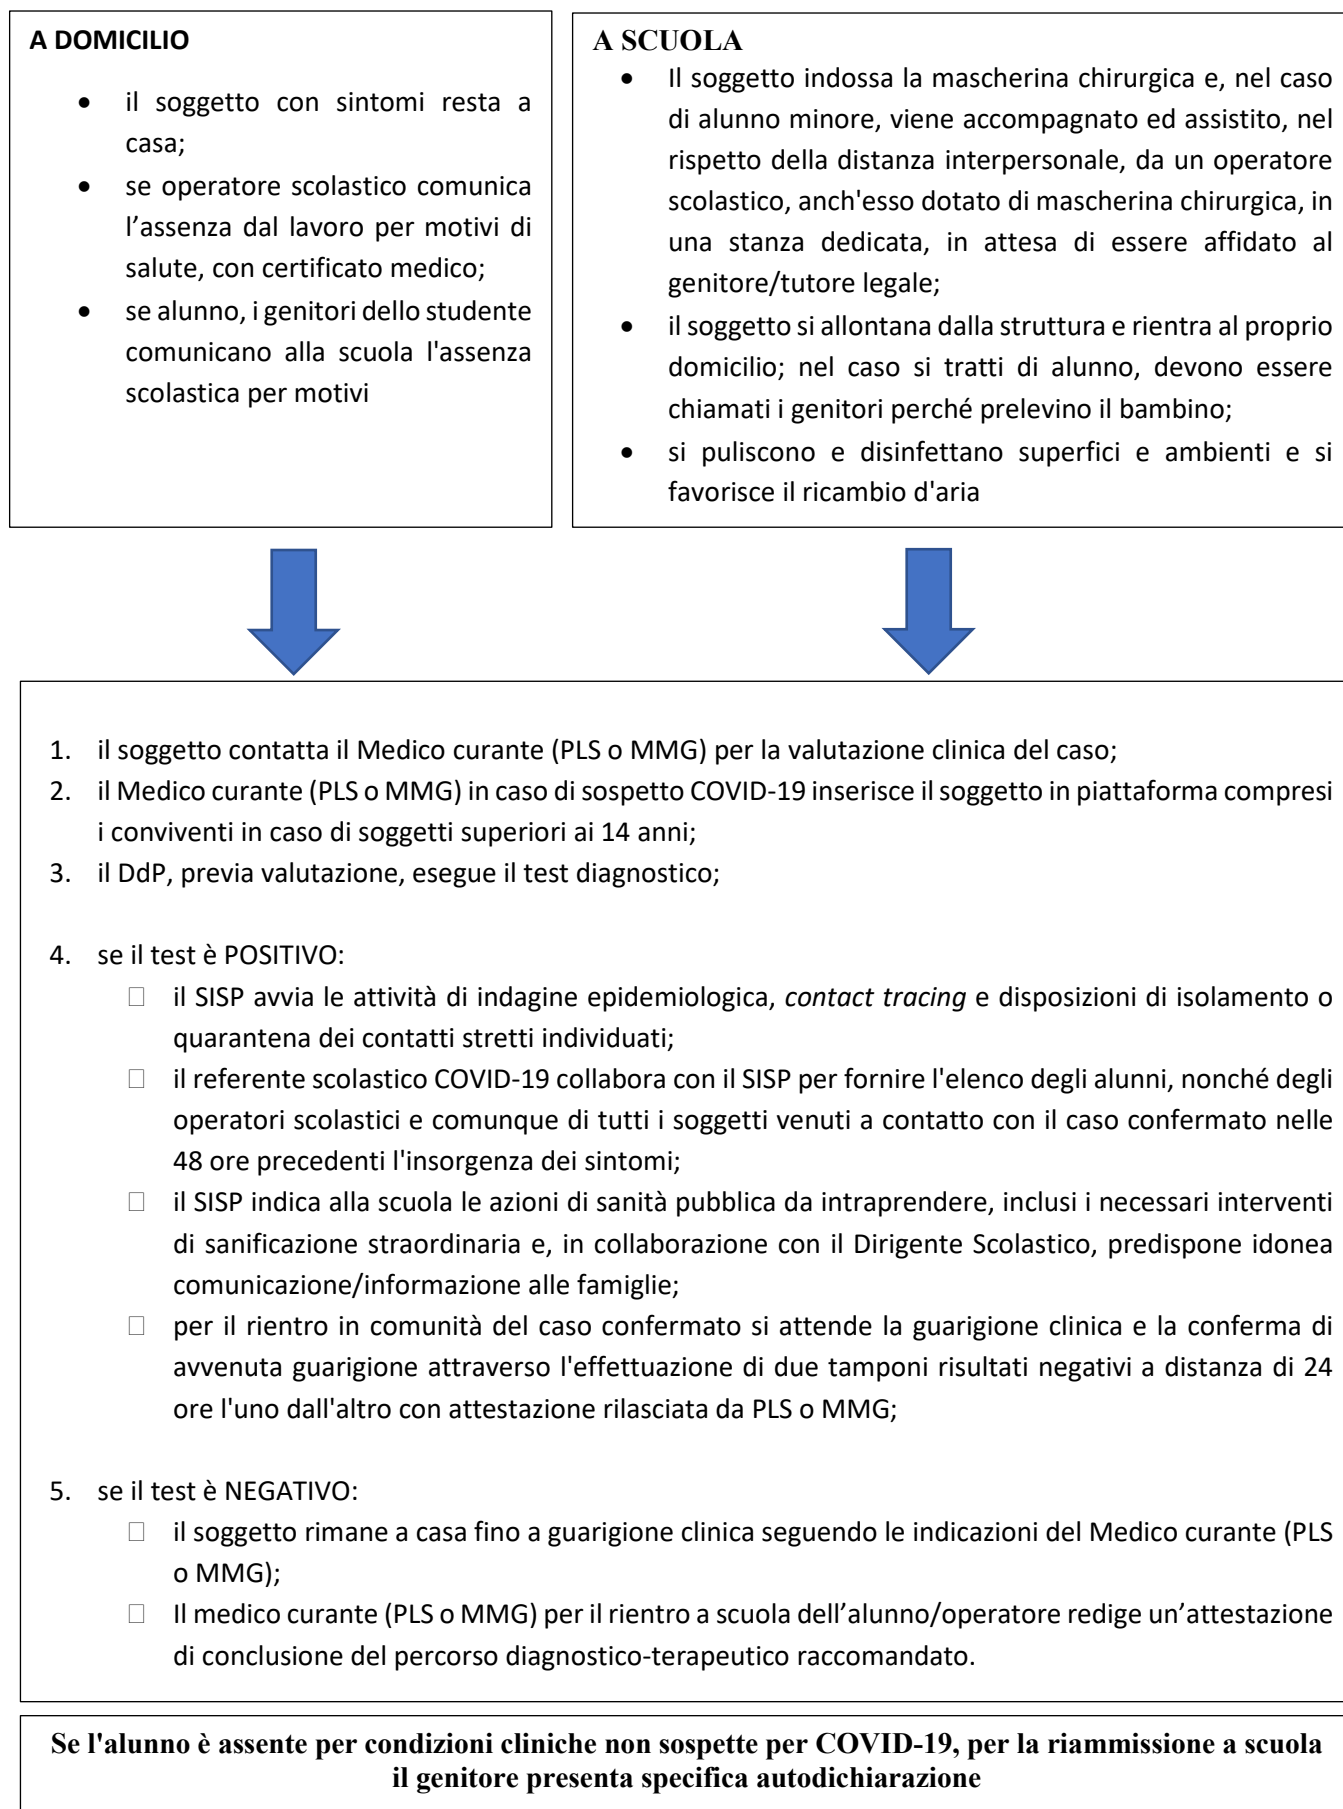 A DOMICILIO
• il soggetto con sintomi resta a
casa;
• se operatore scolastico comunica
l’assenza dal lavoro per motivi di
salute, con certificato medico;
• se alunno, i genitori dello studente
comunicano alla scuola l'assenza
scolastica per motivi
A SCUOLA
• Il soggetto indossa la mascherina chirurgica e, nel caso
di alunno minore, viene accompagnato ed assistito, nel
rispetto della distanza interpersonale, da un operatore
scolastico, anch'esso dotato di mascherina chirurgica, in
una stanza dedicata, in attesa di essere affidato al
genitore/tutore legale;
• il soggetto si allontana dalla struttura e rientra al proprio
domicilio; nel caso si tratti di alunno, devono essere
chiamati i genitori perché prelevino il bambino;
• si puliscono e disinfettano superfici e ambienti e si
favorisce il ricambio d'aria
1. il soggetto contatta il Medico curante (PLS o MMG) per la valutazione clinica del caso;
2. il Medico curante (PLS o MMG) in caso di sospetto COVID-19 inserisce il soggetto in piattaforma compresi
i conviventi in caso di soggetti superiori ai 14 anni;
3. il DdP, previa valutazione, esegue il test diagnostico;
4. se il test è POSITIVO:
□ il SISP avvia le attività di indagine epidemiologica, contact tracing e disposizioni di isolamento o
quarantena dei contatti stretti individuati;
□ il referente scolastico COVID-19 collabora con il SISP per fornire l'elenco degli alunni, nonché degli
operatori scolastici e comunque di tutti i soggetti venuti a contatto con il caso confermato nelle
48 ore precedenti l'insorgenza dei sintomi;
□ il SISP indica alla scuola le azioni di sanità pubblica da intraprendere, inclusi i necessari interventi
di sanificazione straordinaria e, in collaborazione con il Dirigente Scolastico, predispone idonea
comunicazione/informazione alle famiglie;
□ per il rientro in comunità del caso confermato si attende la guarigione clinica e la conferma di
avvenuta guarigione attraverso l'effettuazione di due tamponi risultati negativi a distanza di 24
ore l'uno dall'altro con attestazione rilasciata da PLS o MMG;
5. se il test è NEGATIVO:
□ il soggetto rimane a casa fino a guarigione clinica seguendo le indicazioni del Medico curante (PLS
o MMG);
□ Il medico curante (PLS o MMG) per il rientro a scuola dell’alunno/operatore redige un’attestazione
di conclusione del percorso diagnostico-terapeutico raccomandato.
Se l'alunno è assente per condizioni cliniche non sospette per COVID-19, per la riammissione a scuola
il genitore presenta specifica autodichiarazione